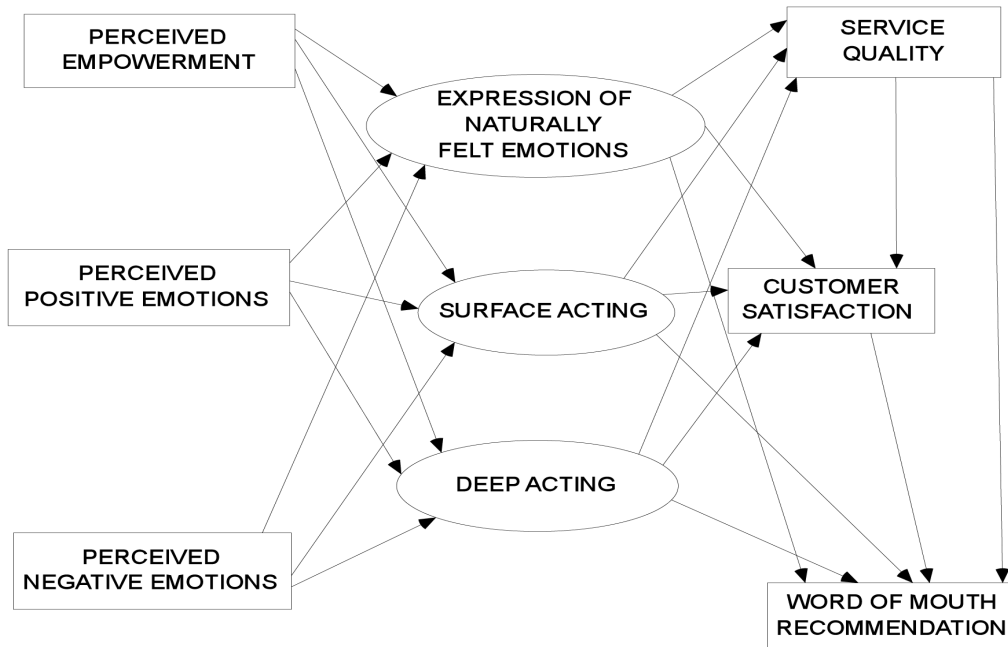 PERCEIVED
EMPOWERMENT
EXPRESSION OF
NATURALLY
FELT EMOTIONS
SERVICE
QUALITY
PERCEIVED
POSITIVE EMOTIONS
SURFACE ACTING
CUSTOMER
SATISFACTION
DEEP ACTING
PERCEIVED
NEGATIVE EMOTIONS
WORD OF MOUTH
RECOMMENDATION